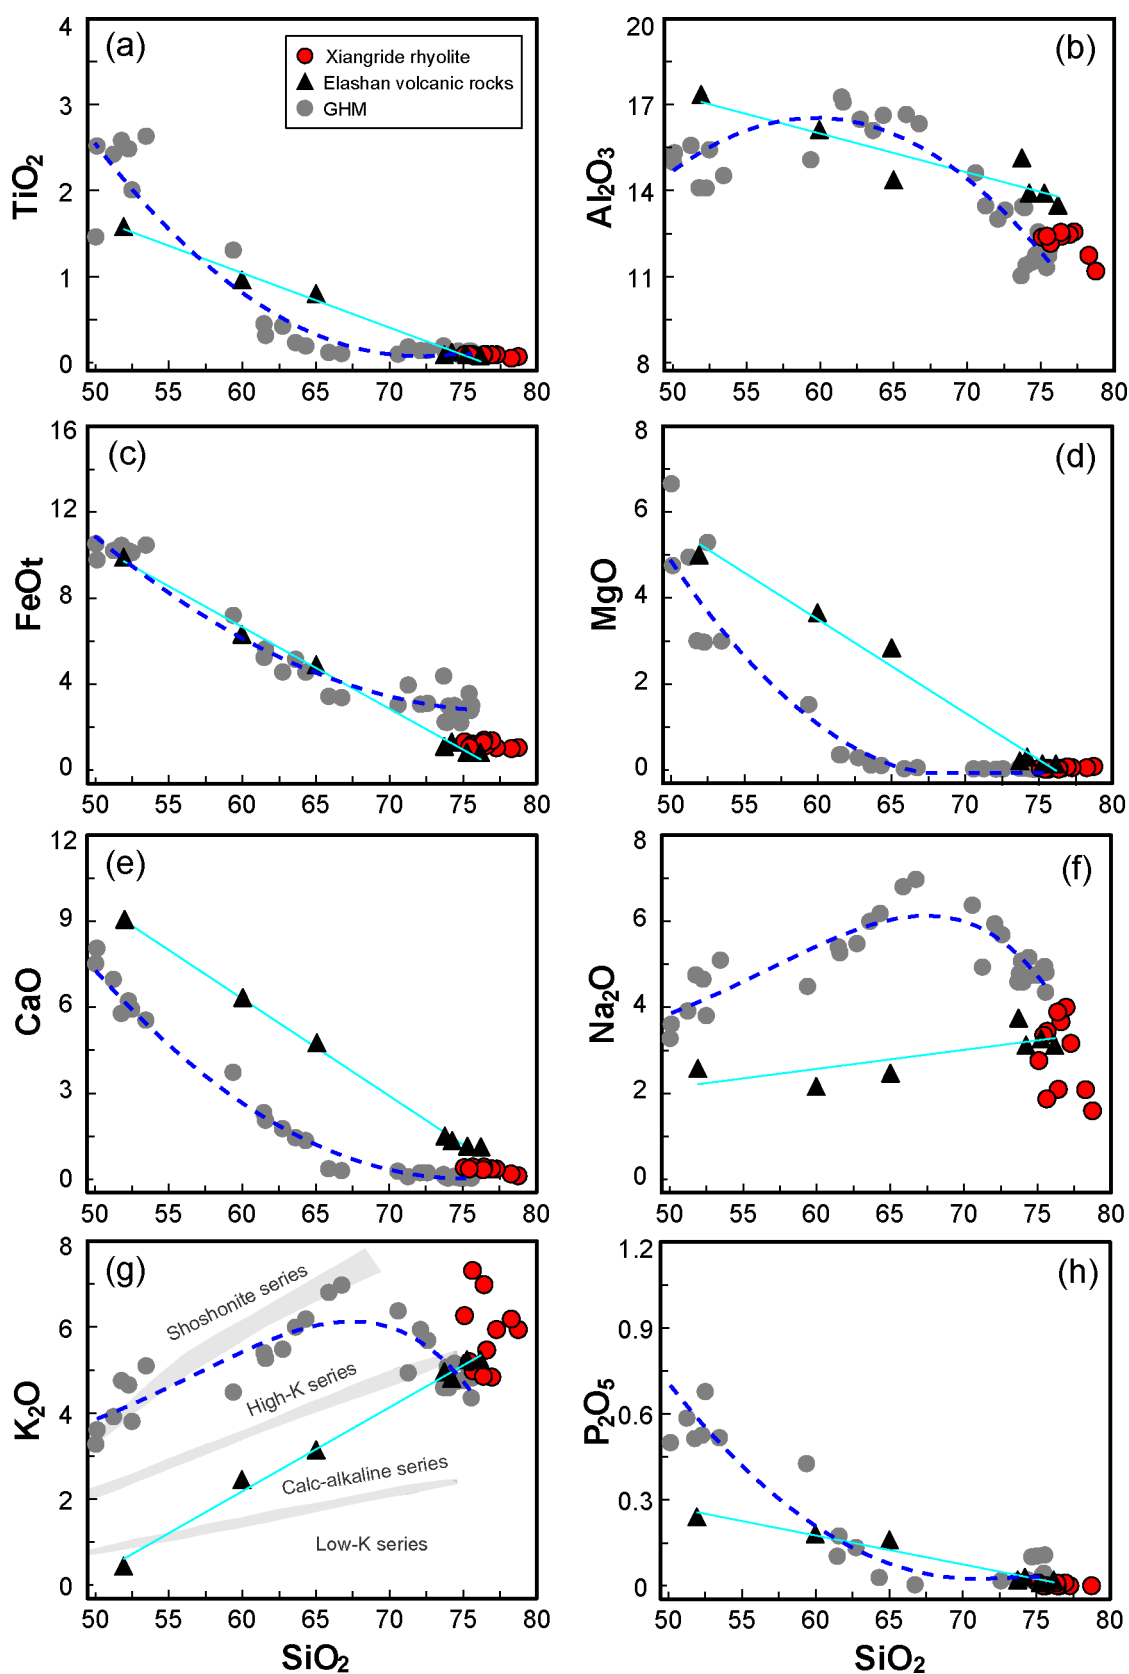 (a)
Xiangride rhyolite
Elashan volcanic rocks
GHM
4
3
2
1
0
TiO2
50 55 60 65 70 75 80
(b)
20
17
14
11
8
Al2O3
50 55 60 65 70 75 80
(c)
16
12
8
4
0
FeOt
50 55 60 65 70 75 80
(d)
8
6
4
2
0
MgO
50 55 60 65 70 75 80
(e)
12
9
6
3
0
CaO
50 55 60 65 70 75 80
(f)
8
6
4
2
0
Na2O
50 55 60 65 70 75 80
(g)
8
6
4
2
0
K2O
Shoshonite series
High-K series
Calc-alkaline series
Low-K series
50 55 60 65 70 75 80
SiO2
(h)
1.2
0.9
0.6
0.3
0
P2O5
50 55 60 65 70 75 80
SiO2